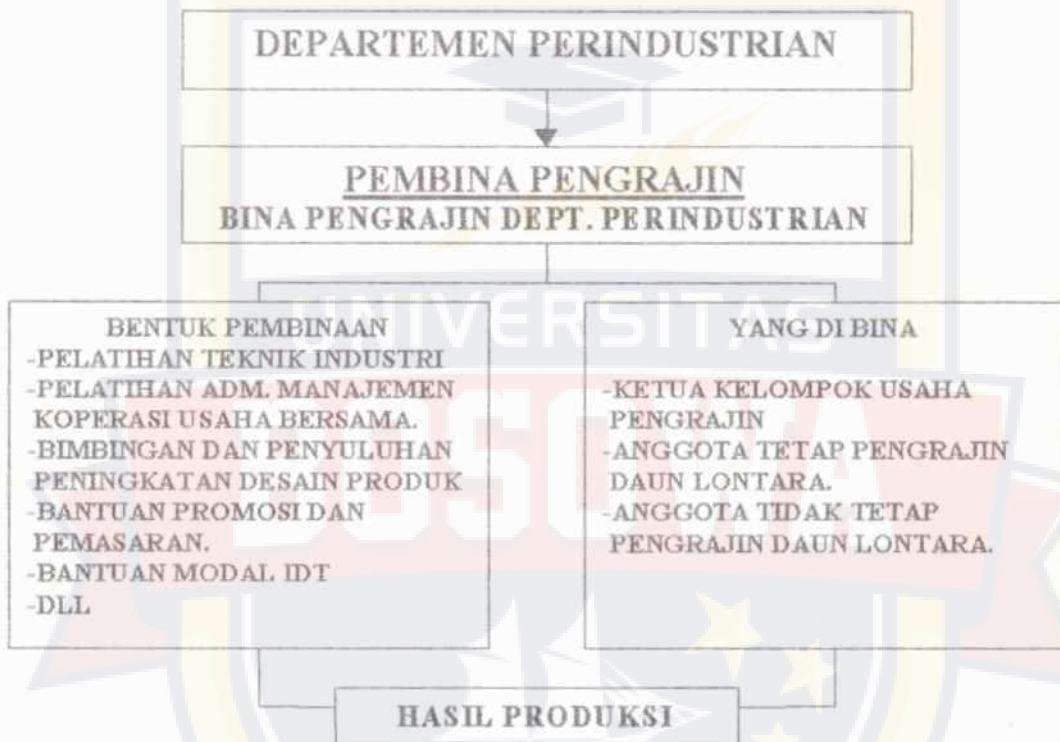 DEPARTEMEN PERINDUSTRIAN
PEMBINA PENGRAJIN
BINA PENGRAJIN DEPT. PERINDUSTRIAN
UNIVERSITAS
BOSOWA
BENTUK PEMBINAAN
-PELATIHAN TEKNIK INDUSTRI
-PELATIHAN ADM. MANAJEMEN
KOPERASI USAHA BERSAMA.
-BIMBINGAN DAN PENYULUHAN
PENINGKATAN DESAIN PRODUK
-BANTUAN PROMOSI DAN
PEMASARAN.
-BANTUAN MODAL IDT
-DLL
YANG DI BINA
-KETUA KELOMPOK USAHA
PENGRAJIN
-ANGGOTA TETAP PENGRAJIN
DAUN LONTARA.
-ANGGOTA TIDAK TETAP
PENGRAJIN DAUN LONTARA.
HASIL PRODUKSI